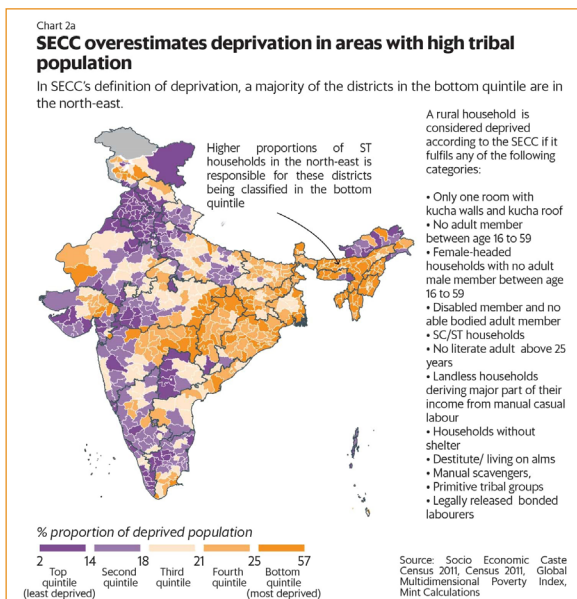 Chart 2a
SECC overestimates deprivation in areas with high tribal
population
In SECC's definition of deprivation, a majority of the districts in the bottom quintile are in
the north-east.
Higher proportions of ST
households in the north-east is
responsible for these districts
being classified in the bottom
quintile
A rural household is
considered deprived
according to the SECC if it
fulfils any of the following
categories:
• Only one room with
kucha walls and kucha roof
• No adult member
between age 16 to 59
• Female-headed
households with no adult
male member between age
16 to 59
• Disabled member and no
able bodied adult member
• SC/ST households
• No literate adult above 25
years
• Landless households
deriving major part of their
income from manual casual
labour
• Households without
shelter
• Destitute/ living on alms
• Manual scavengers,
• Primitive tribal groups
• Legally released bonded
labourers
% proportion of deprived population
2 14 18 21 25 57
Top quintile (least deprived)
Second quintile
Third quintile
Fourth quintile
Bottom quintile (most deprived)
Source: Socio Economic Caste
Census 2011, Census 2011, Global
Multidimensional Poverty Index,
Mint Calculations